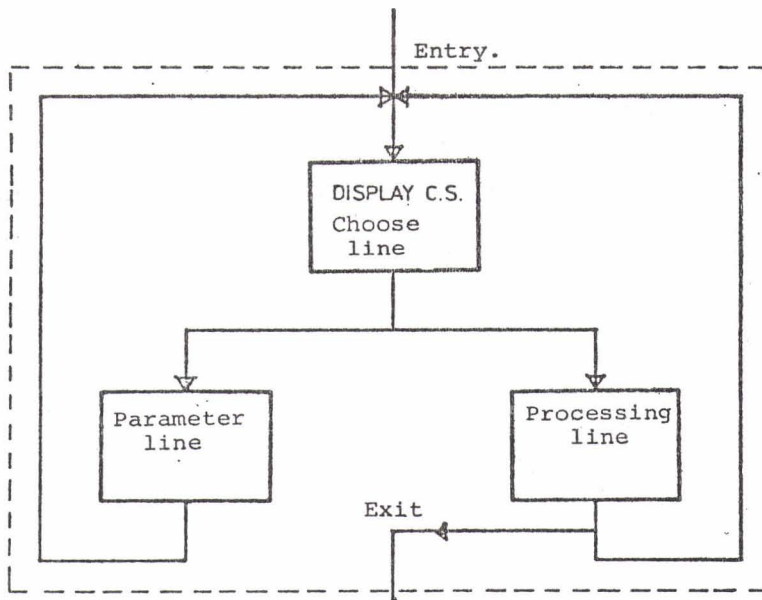 Entry.
DISPLAY C.S.
Choose
line
Parameter
line
Processing
line
Exit